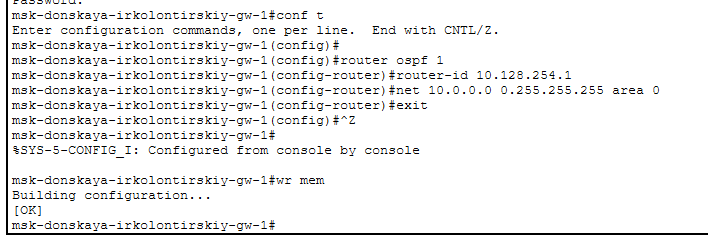 Password:
msk-donskaya-irkolontirskiy-gw-1#conf t
Enter configuration commands, one per line.  End with CNTL/Z.
msk-donskaya-irkolontirskiy-gw-1(config)#
msk-donskaya-irkolontirskiy-gw-1(config)#router ospf 1
msk-donskaya-irkolontirskiy-gw-1(config-router)#router-id 10.128.254.1
msk-donskaya-irkolontirskiy-gw-1(config-router)#net 10.0.0.0 0.255.255.255 area 0
msk-donskaya-irkolontirskiy-gw-1(config-router)#exit
msk-donskaya-irkolontirskiy-gw-1(config)#^Z
msk-donskaya-irkolontirskiy-gw-1#
%SYS-5-CONFIG_I: Configured from console by console

msk-donskaya-irkolontirskiy-gw-1#wr mem
Building configuration...
[OK]
msk-donskaya-irkolontirskiy-gw-1#